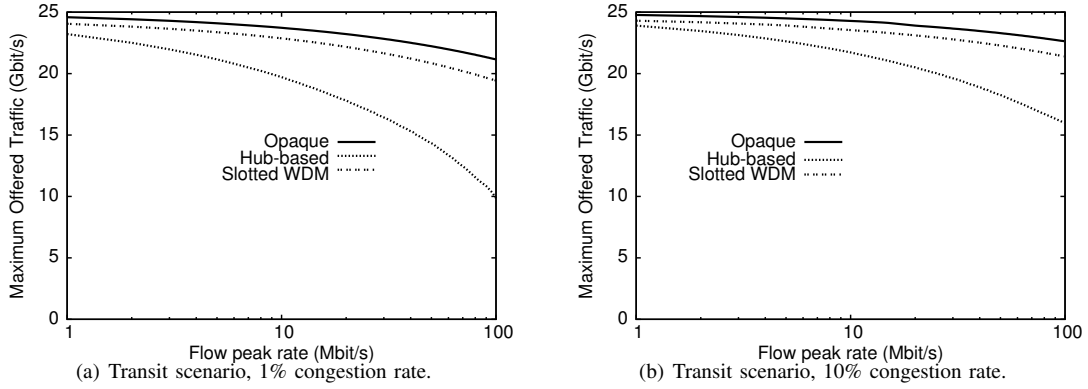 Maximum Offered Traffic (Gbit/s)
25
20
15
10
5
0
Opaque
Hub-based
Slotted WDM
1
10
100
Flow peak rate (Mbit/s)
(a) Transit scenario, 1% congestion rate.
Maximum Offered Traffic (Gbit/s)
25
20
15
10
5
0
Opaque
Hub-based
Slotted WDM
1
10
100
Flow peak rate (Mbit/s)
(b) Transit scenario, 10% congestion rate.